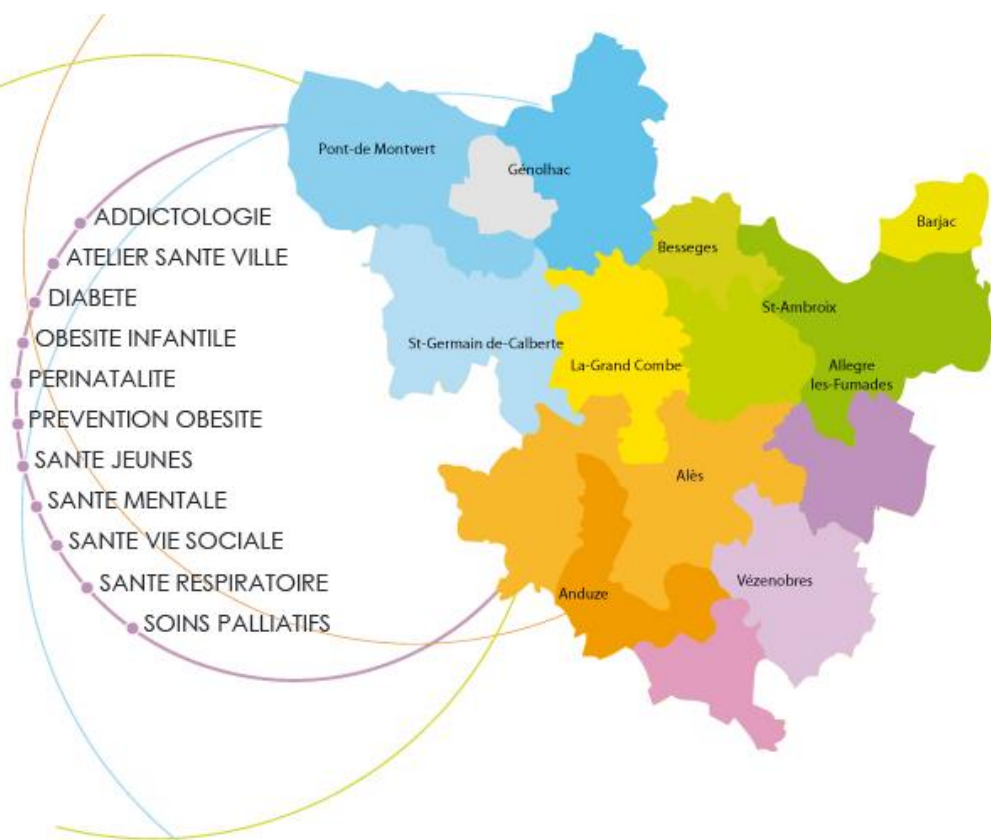 ADDICTOLOGIE
ATELIER SANTE VILLE
DIABETE
OBESITE INFANTILE
PERINATALITE
PREVENTION OBESITE
SANTE JEUNES
SANTE MENTALE
SANTE VIE SOCIALE
SANTE RESPIRATOIRE
SOINS PALLIATIFS
Pont-de Montvert
Génolhac
Barjac
Besseges
St-Ambroix
St-Germain de-Calberte
La-Grand Combe
Allegre
les-Fumades
Alès
Vézenobres
Anduze